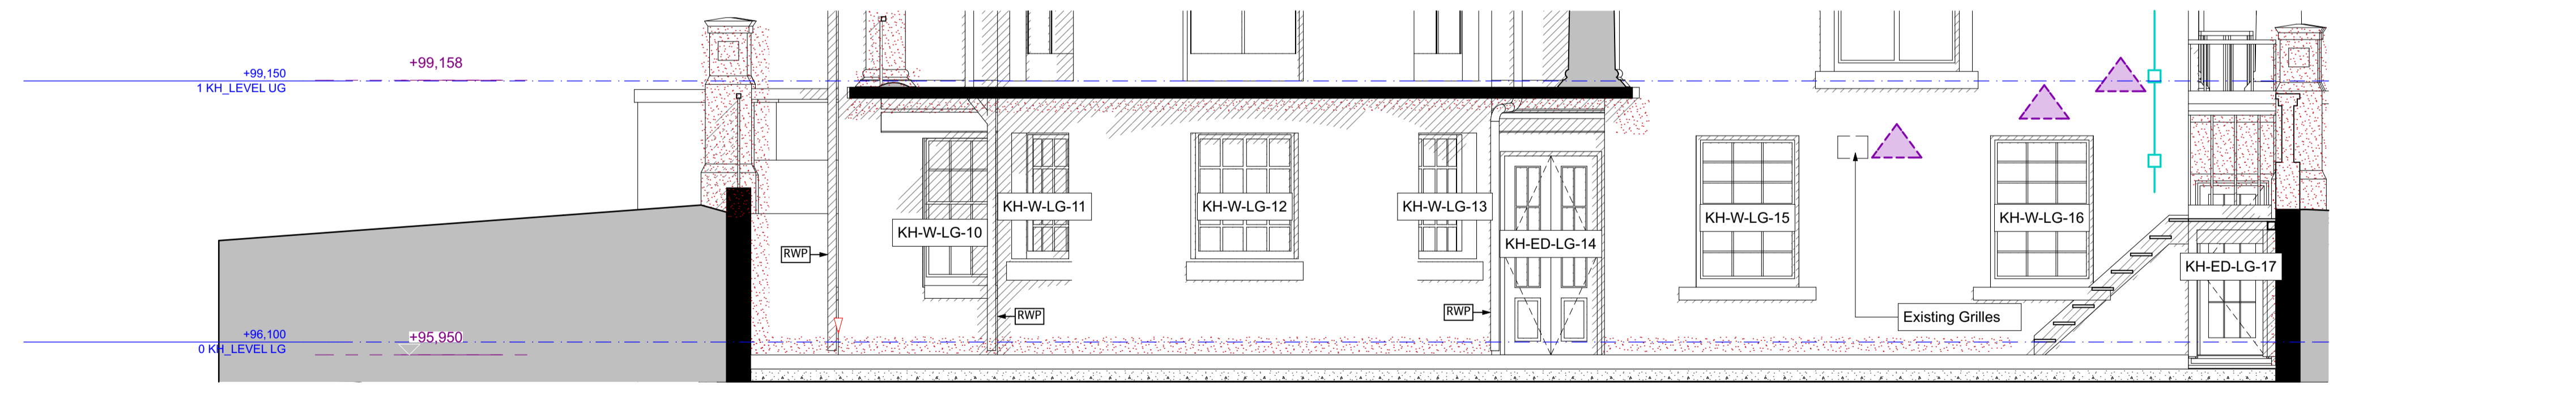 +99,158
+99,150
1 KH_LEVEL UG
KH-W-LG-10
KH-W-LG-11
KH-W-LG-12
KH-W-LG-13
KH-ED-LG-14
KH-W-LG-15
KH-W-LG-16
KH-ED-LG-17
RWP
RWP
RWP
Existing Grilles
+96,100
0 KH_LEVEL LG
+95,950